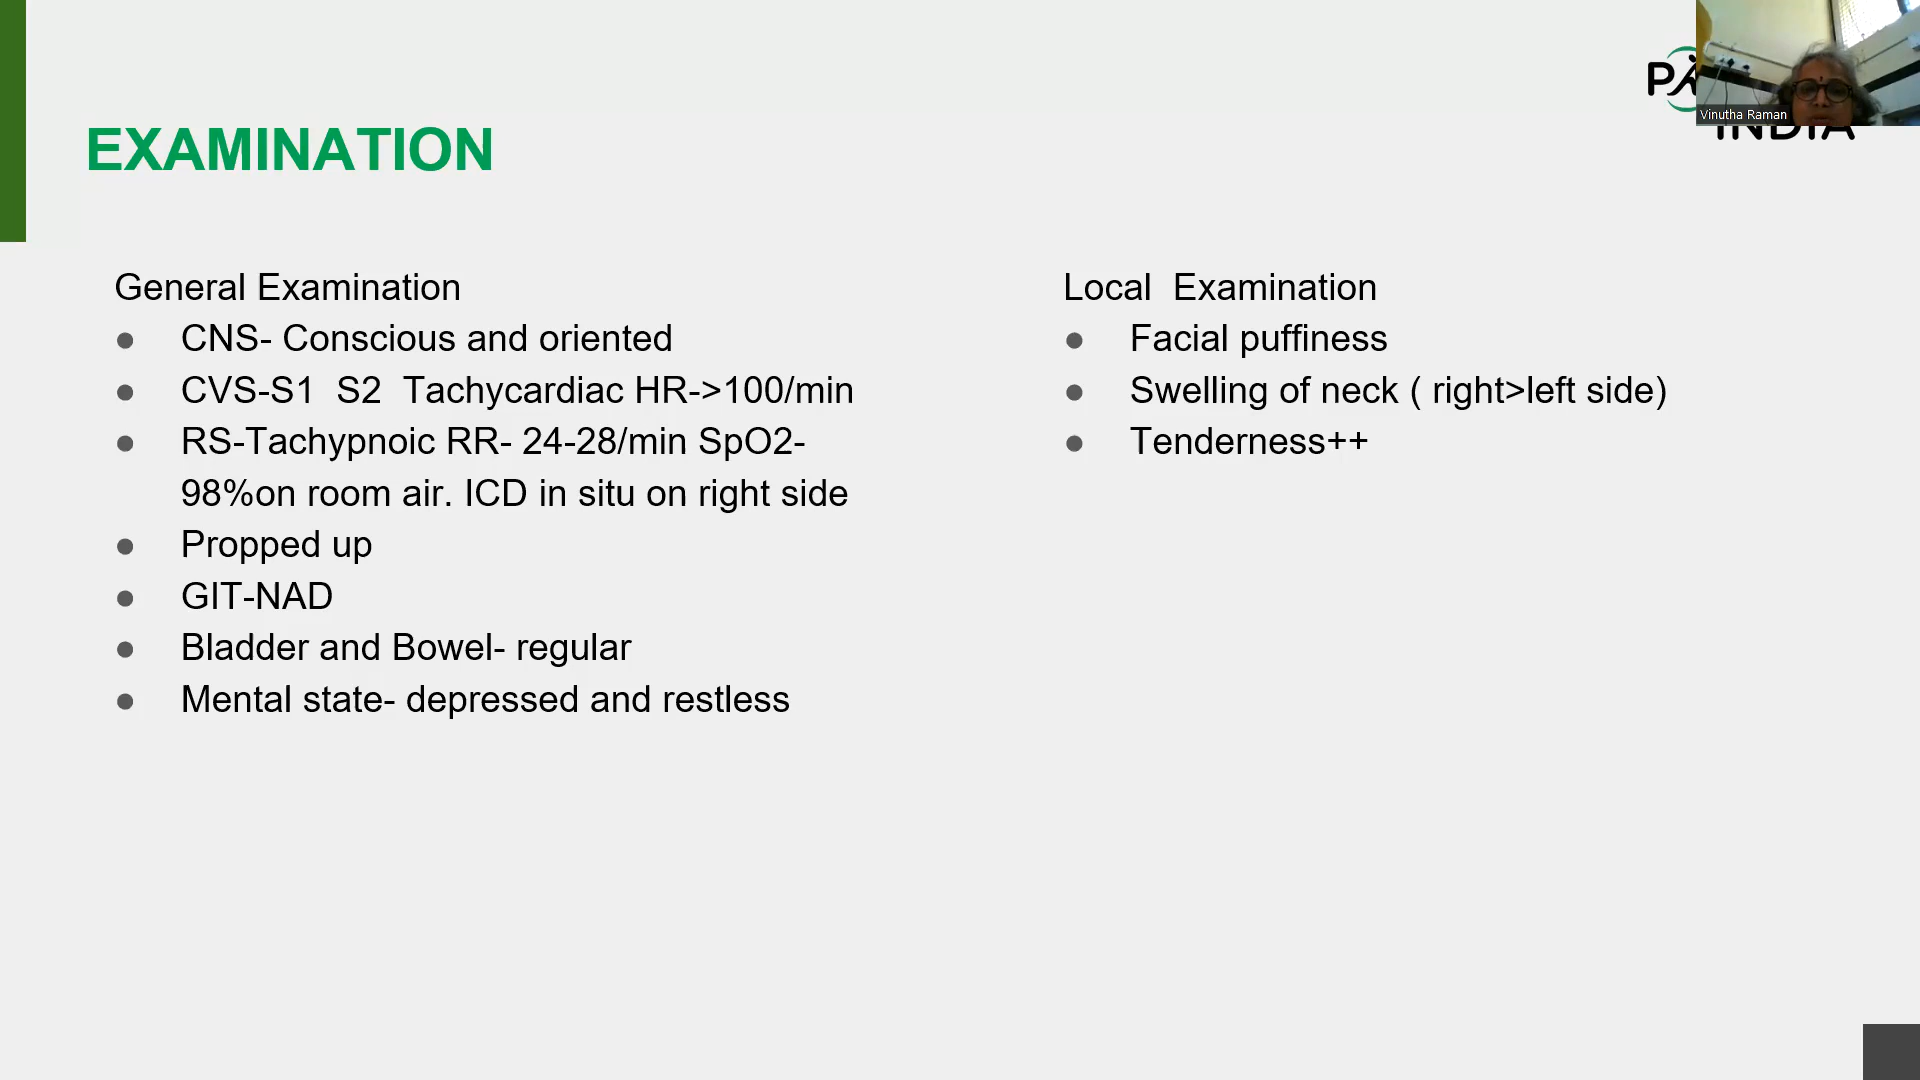 EXAMINATION
General Examination
● CNS- Conscious and oriented
● CVS-S1 S2 Tachycardiac HR->100/min
● RS-Tachypnoic RR- 24-28/min SpO2-
98%on room air. ICD in situ on right side
● Propped up
● GIT-NAD
● Bladder and Bowel- regular
● Mental state- depressed and restless
Local Examination
● Facial puffiness
● Swelling of neck ( right>left side)
● Tenderness++
Vinutha Raman
INDIA